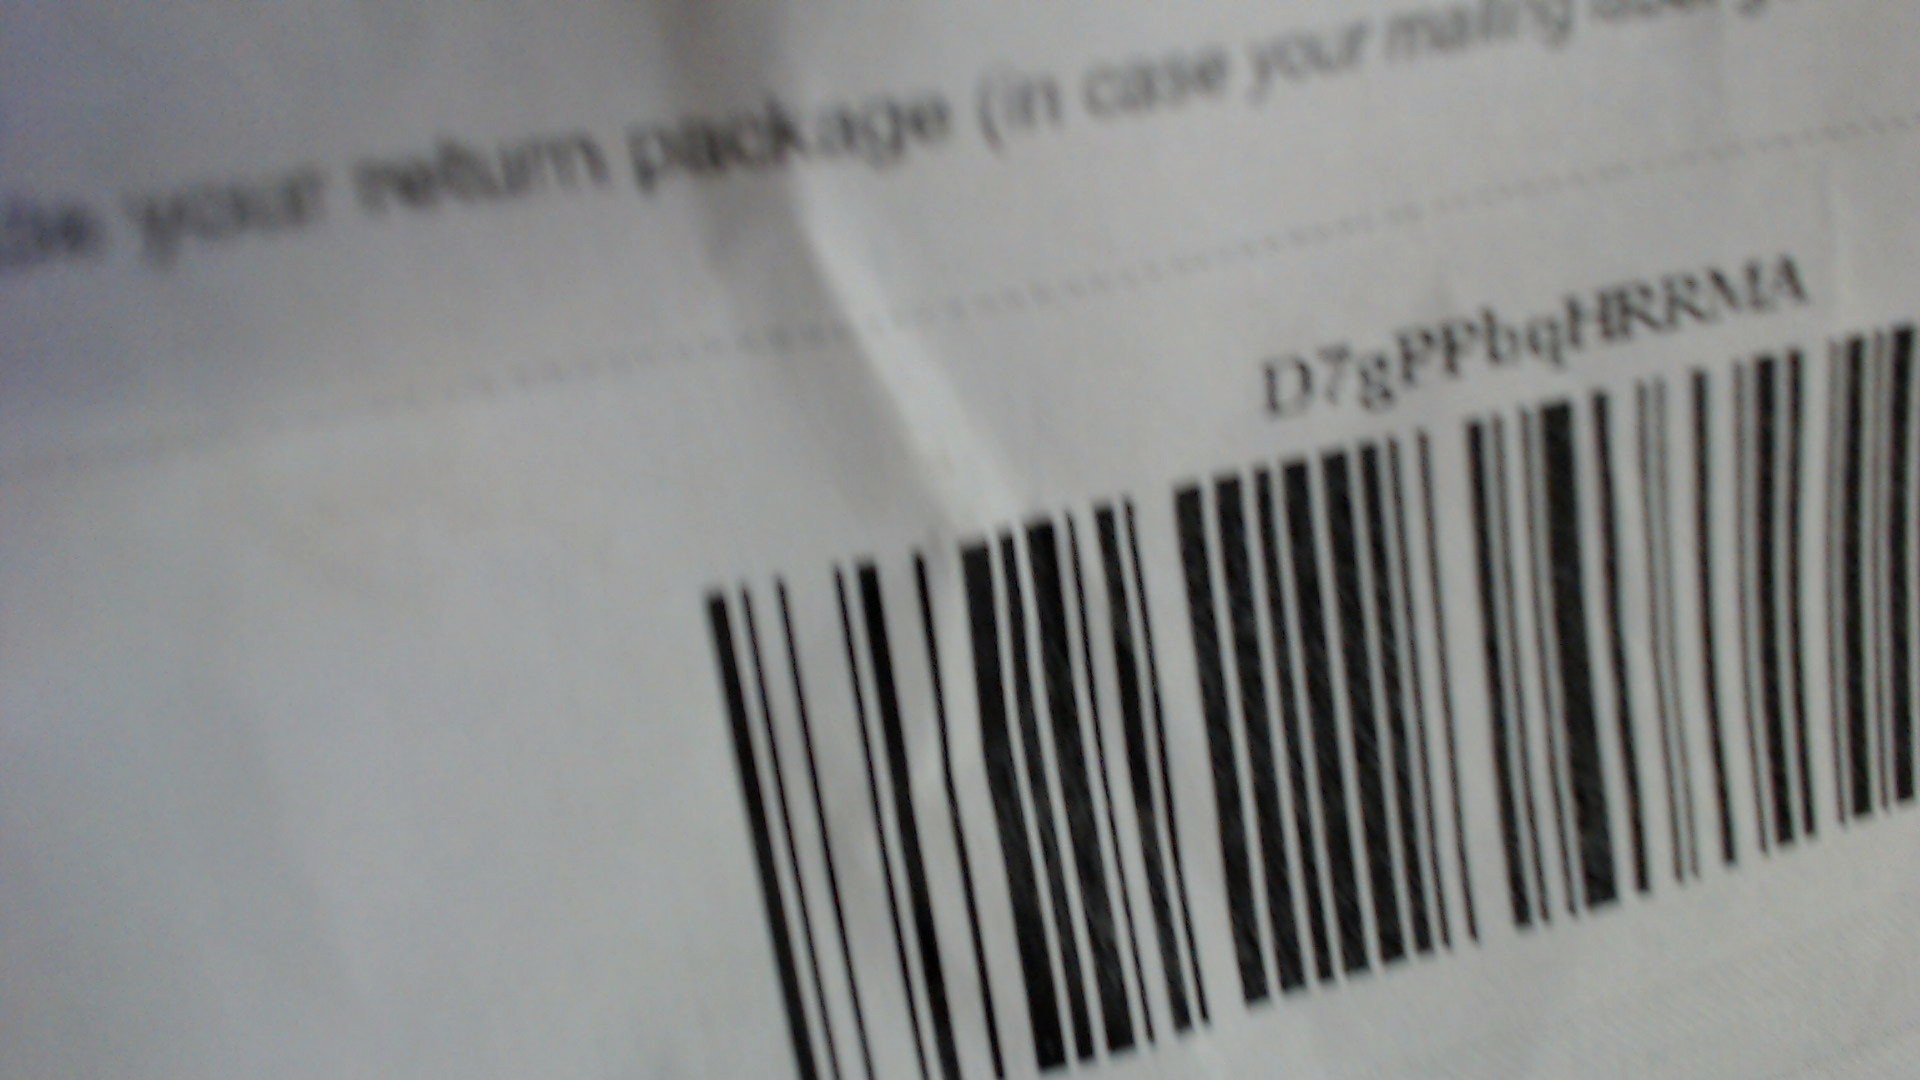 your return package (in case your mailing
D7gPPbqHRRMA